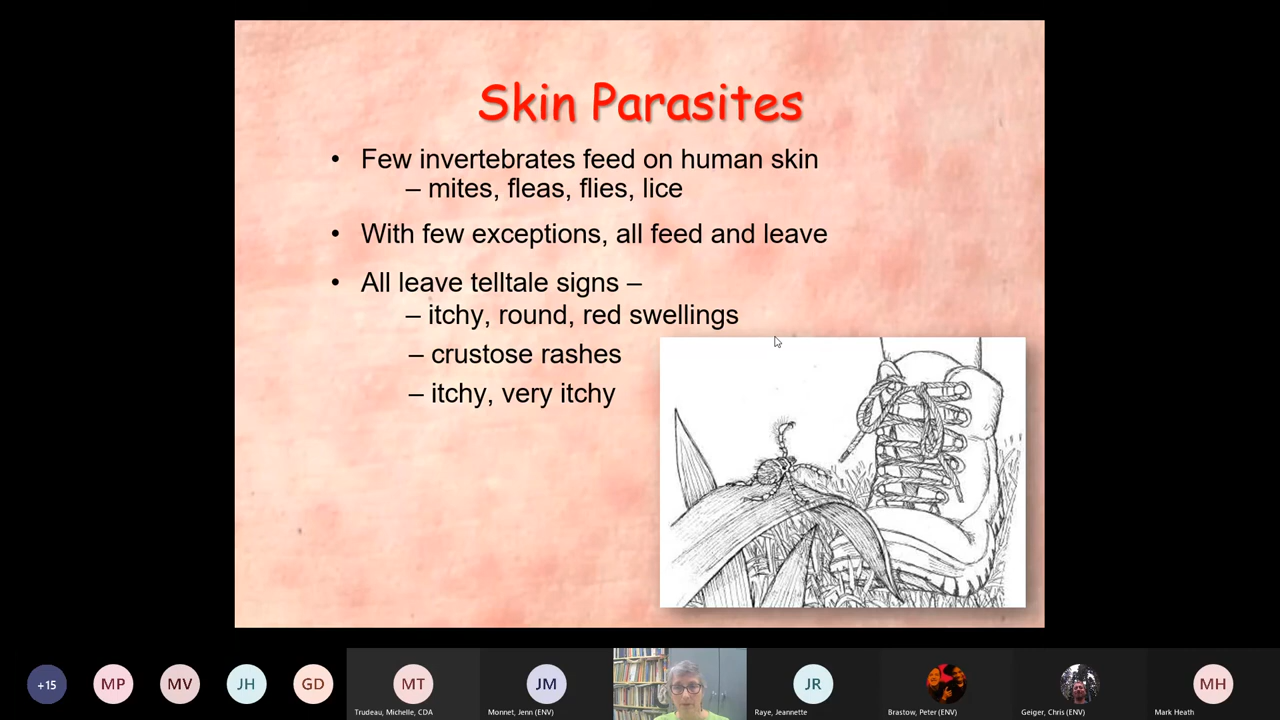 Skin Parasites
• Few invertebrates feed on human skin
– mites, fleas, flies, lice
• With few exceptions, all feed and leave
• All leave telltale signs –
– itchy, round, red swellings
– crustose rashes
– itchy, very itchy
+15
MP
MV
JH
GD
MT
JM
JR
MH
Trudeau, Michelle, CDA
Monnet, Jenn (ENV)
Raye, Jeannette
Brastow, Peter (ENV)
Geiger, Chris (ENV)
Mark Heath